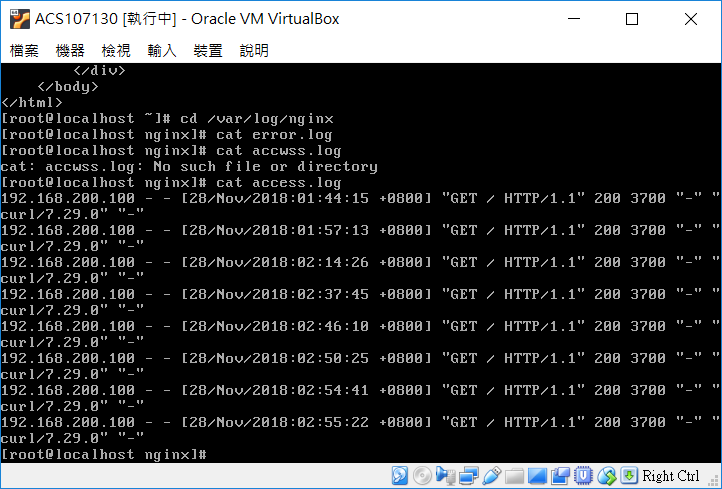 ACS107130 [執行中] - Oracle VM VirtualBox
檔案 機器 檢視 輸入 裝置 說明
</div>
</body>
</html>
[root@localhost ~]# cd /var/log/nginx
[root@localhost nginx]# cat error.log
[root@localhost nginx]# cat accwss.log
cat: accwss.log: No such file or directory
[root@localhost nginx]# cat access.log
192.168.200.100 - - [28/Nov/2018:01:44:15 +0800] "GET / HTTP/1.1" 200 3700 "-" "
curl/7.29.0" "-"
192.168.200.100 - - [28/Nov/2018:01:57:13 +0800] "GET / HTTP/1.1" 200 3700 "-" "
curl/7.29.0" "-"
192.168.200.100 - - [28/Nov/2018:02:14:26 +0800] "GET / HTTP/1.1" 200 3700 "-" "
curl/7.29.0" "-"
192.168.200.100 - - [28/Nov/2018:02:37:45 +0800] "GET / HTTP/1.1" 200 3700 "-" "
curl/7.29.0" "-"
192.168.200.100 - - [28/Nov/2018:02:46:10 +0800] "GET / HTTP/1.1" 200 3700 "-" "
curl/7.29.0" "-"
192.168.200.100 - - [28/Nov/2018:02:50:25 +0800] "GET / HTTP/1.1" 200 3700 "-" "
curl/7.29.0" "-"
192.168.200.100 - - [28/Nov/2018:02:54:41 +0800] "GET / HTTP/1.1" 200 3700 "-" "
curl/7.29.0" "-"
192.168.200.100 - - [28/Nov/2018:02:55:22 +0800] "GET / HTTP/1.1" 200 3700 "-" "
curl/7.29.0" "-"
[root@localhost nginx]#
Right Ctrl